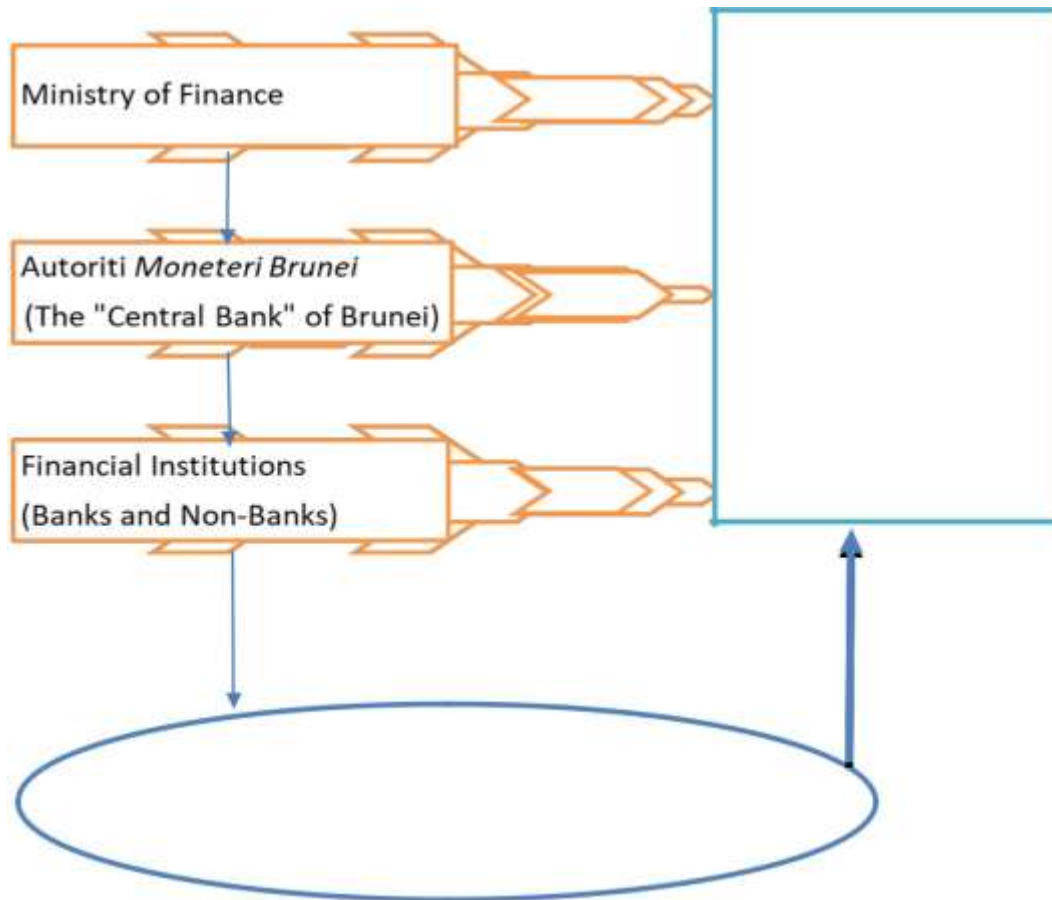 Ministry of Finance
Autoriti Moneteri Brunei
(The "Central Bank" of Brunei)
Financial Institutions
(Banks and Non-Banks)